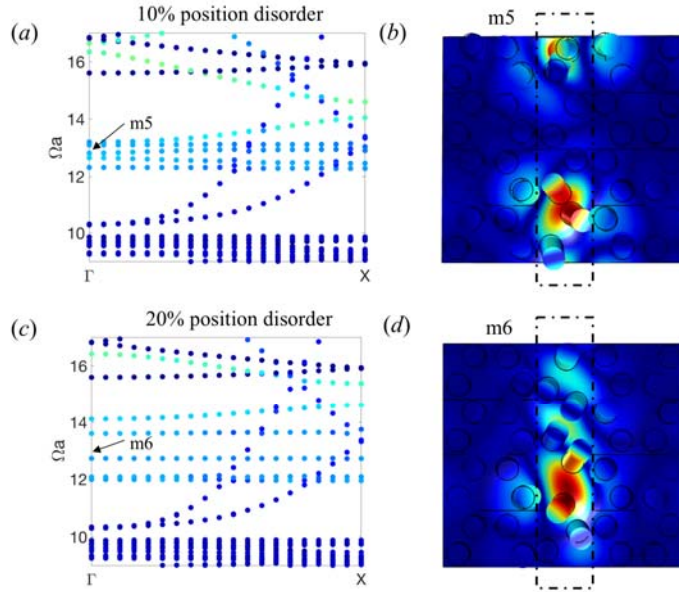 10% position disorder
(a)
(b)
m5
16
m5
14
Ωa
12
10
Γ
X
20% position disorder
(c)
(d)
m6
16
14
m6
Ωa
12
10
Γ
X